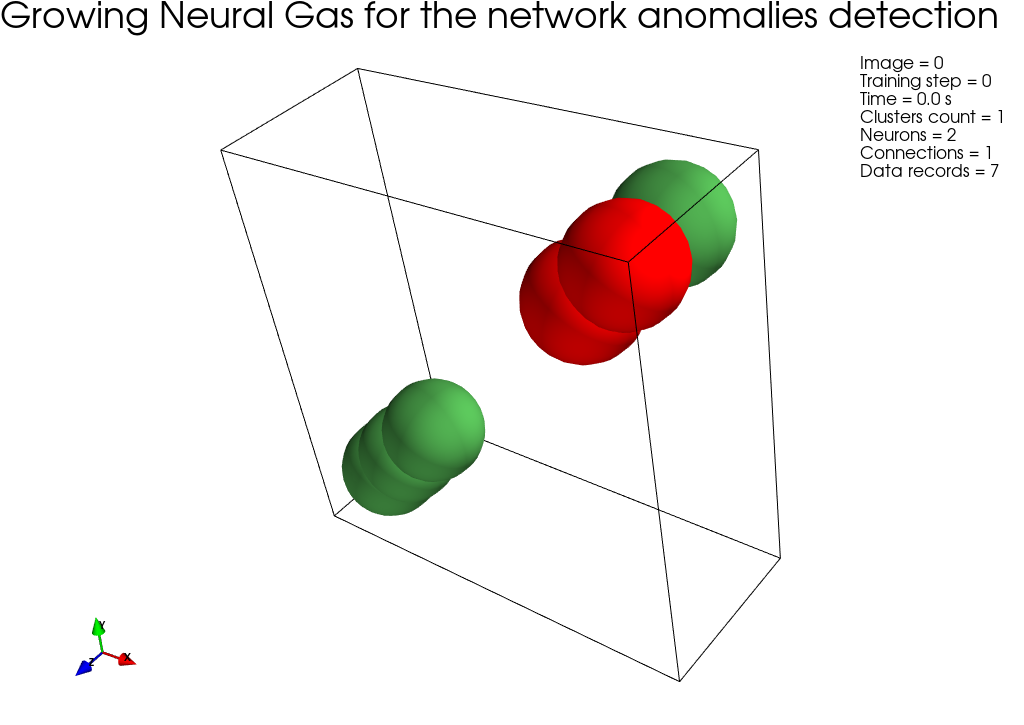 Growing Neural Gas for the network anomalies detection
Image = 0
Training step = 0
Time = 0.0 s
Clusters count = 1
Neurons = 2
Connections = 1
Data records = 7
Y
Z
X